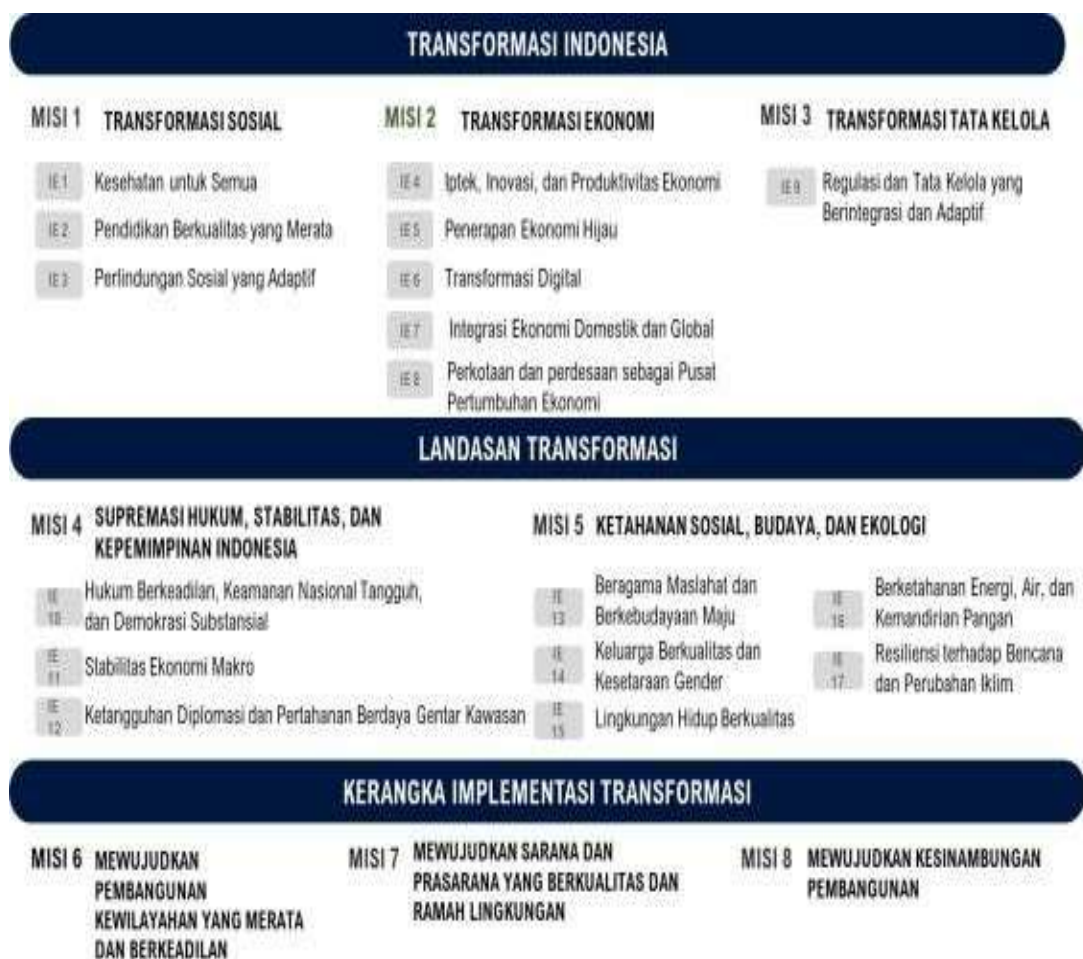 TRANSFORMASI INDONESIA
MISI 1 TRANSFORMASI SOSIAL
IE 1 Kesehatan untuk Semua
IE 2 Pendidikan Berkualitas yang Merata
IE 3 Perlindungan Sosial yang Adaptif
MISI 2 TRANSFORMASI EKONOMI
IE 4 Iptek, Inovasi, dan Produktivitas Ekonomi
IE 5 Penerapan Ekonomi Hijau
IE 6 Transformasi Digital
IE 7 Integrasi Ekonomi Domestik dan Global
IE 8 Perkotaan dan perdesaan sebagai Pusat
Pertumbuhan Ekonomi
MISI 3 TRANSFORMASI TATA KELOLA
IE 9 Regulasi dan Tata Kelola yang
Berintegrasi dan Adaptif
LANDASAN TRANSFORMASI
MISI 4 SUPREMASI HUKUM, STABILITAS, DAN
KEPEMIMPINAN INDONESIA
IE
10
Hukum Berkeadilan, Keamanan Nasional Tangguh,
dan Demokrasi Substansial
IE
11
Stabilitas Ekonomi Makro
IE
12
Ketangguhan Diplomasi dan Pertahanan Berdaya Gentar Kawasan
MISI 5 KETAHANAN SOSIAL, BUDAYA, DAN EKOLOGI
IE
13
Beragama Maslahat dan
Berkebudayaan Maju
IE
14
Keluarga Berkualitas dan
Kesetaraan Gender
IE
15
Lingkungan Hidup Berkualitas
IE
16
Berketahanan Energi, Air, dan
Kemandirian Pangan
IE
17
Resiliensi terhadap Bencana
dan Perubahan Iklim
KERANGKA IMPLEMENTASI TRANSFORMASI
MISI 6 MEWUJUDKAN
PEMBANGUNAN
KEWILAYAHAN YANG MERATA
DAN BERKEADILAN
MISI 7 MEWUJUDKAN SARANA DAN
PRASARANA YANG BERKUALITAS DAN
RAMAH LINGKUNGAN
MISI 8 MEWUJUDKAN KESINAMBUNGAN
PEMBANGUNAN